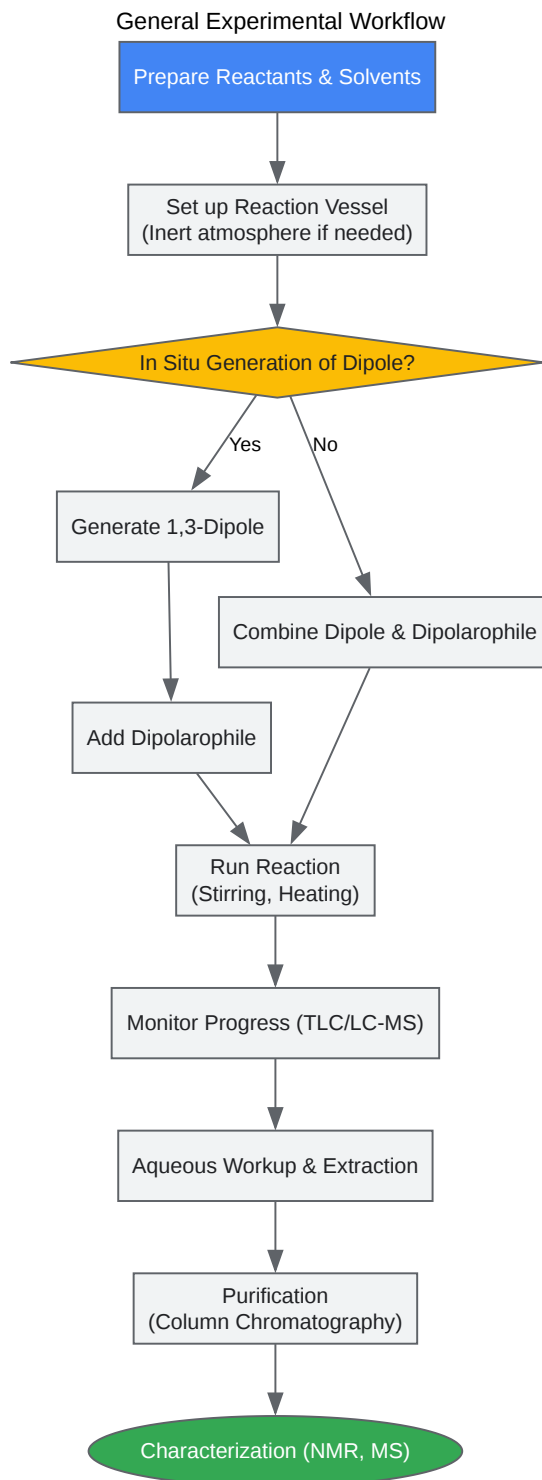 General Experimental Workflow
Prepare Reactants & Solvents
Set up Reaction Vessel
(Inert atmosphere if needed)
In Situ Generation of Dipole?
Yes
No
Generate 1,3-Dipole
Combine Dipole & Dipolarophile
Add Dipolarophile
Run Reaction
(Stirring, Heating)
Monitor Progress (TLC/LC-MS)
Aqueous Workup & Extraction
Purification
(Column Chromatography)
Characterization (NMR, MS)